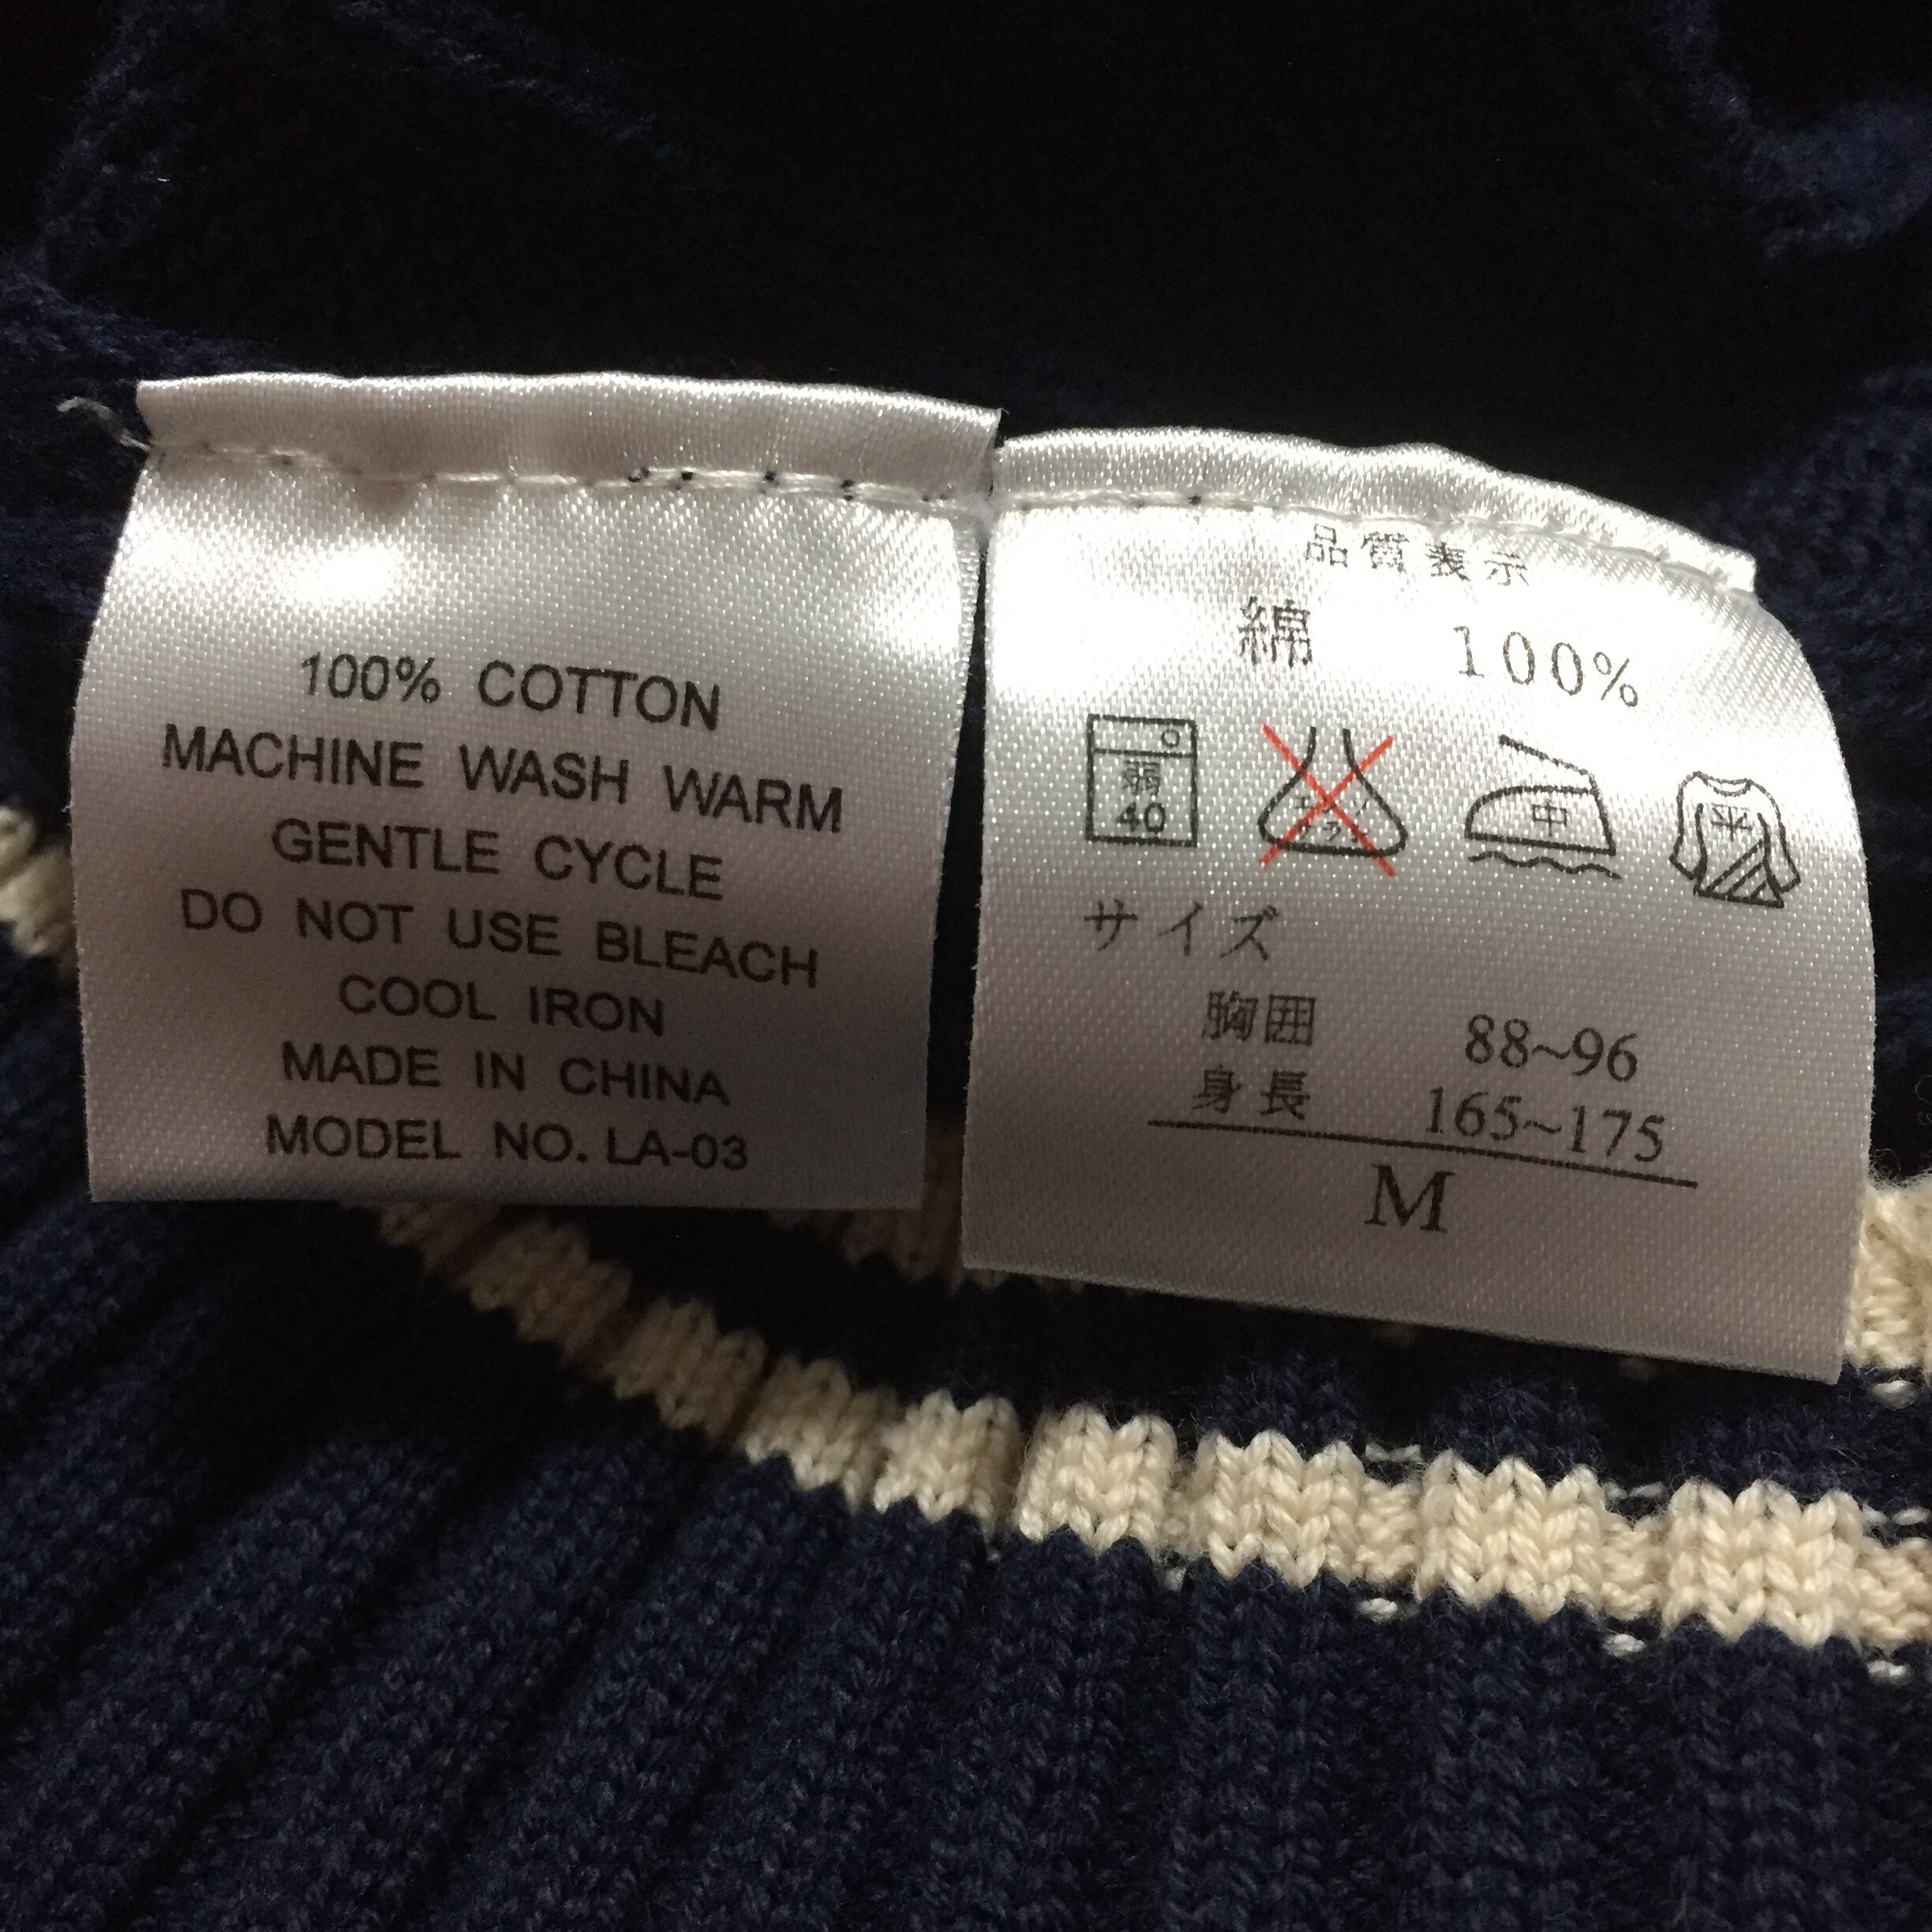 100% COTTON
MACHINE WASH WARM
GENTLE CYCLE
DO NOT USE BLEACH
COOL IRON
MADE IN CHINA
MODEL NO. LA-03
品質表示
綿 100%
弱
40
中
平
サイズ
胸囲 88~96
身長 165~175
M